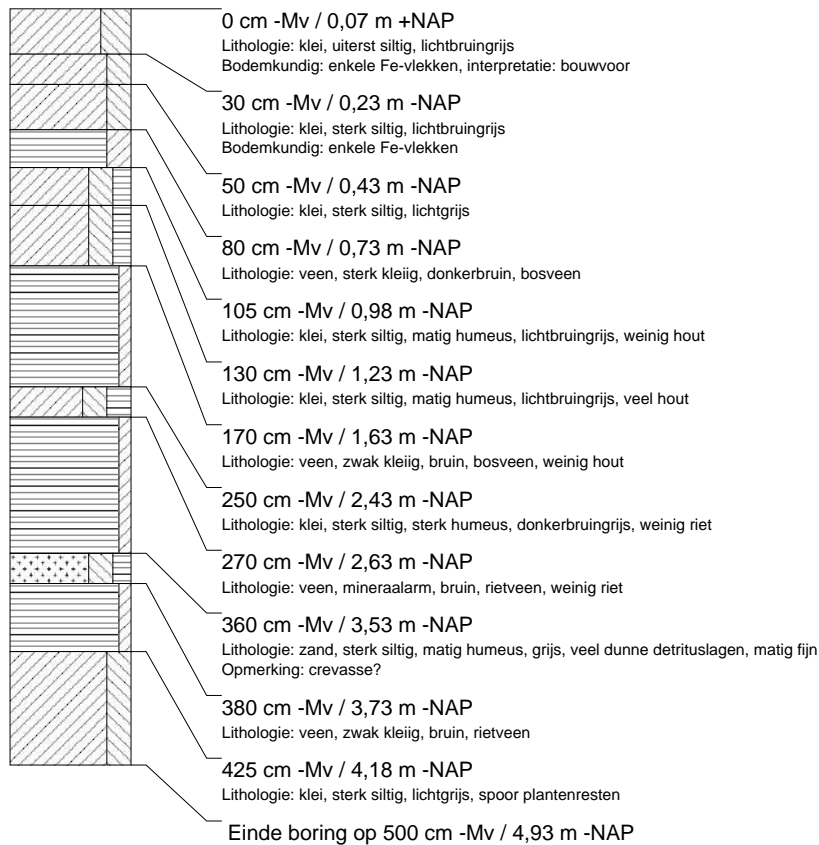 0 cm -Mv / 0,07 m +NAP
Lithologie: klei, uiterst siltig, lichtbruingrijs
Bodemkundig: enkele Fe-vlekken, interpretatie: bouwvoor
30 cm -Mv / 0,23 m -NAP
Lithologie: klei, sterk siltig, lichtbruingrijs
Bodemkundig: enkele Fe-vlekken
50 cm -Mv / 0,43 m -NAP
Lithologie: klei, sterk siltig, lichtgrijs
80 cm -Mv / 0,73 m -NAP
Lithologie: veen, sterk kleiig, donkerbruin, bosveen
105 cm -Mv / 0,98 m -NAP
Lithologie: klei, sterk siltig, matig humeus, lichtbruingrijs, weinig hout
130 cm -Mv / 1,23 m -NAP
Lithologie: klei, sterk siltig, matig humeus, lichtbruingrijs, veel hout
170 cm -Mv / 1,63 m -NAP
Lithologie: veen, zwak kleiig, bruin, bosveen, weinig hout
250 cm -Mv / 2,43 m -NAP
Lithologie: klei, sterk siltig, sterk humeus, donkerbruingrijs, weinig riet
270 cm -Mv / 2,63 m -NAP
Lithologie: veen, mineraalarm, bruin, rietveen, weinig riet
360 cm -Mv / 3,53 m -NAP
Lithologie: zand, sterk siltig, matig humeus, grijs, veel dunne detrituslagen, matig fijn
Opmerking: crevasse?
380 cm -Mv / 3,73 m -NAP
Lithologie: veen, zwak kleiig, bruin, rietveen
425 cm -Mv / 4,18 m -NAP
Lithologie: klei, sterk siltig, lichtgrijs, spoor plantenresten
Einde boring op 500 cm -Mv / 4,93 m -NAP